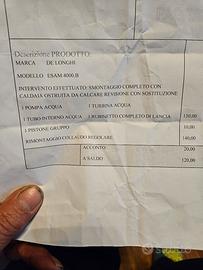 Descrizione PRODOTTO:
MARCA DE LONGHI
MODELLO ESAM 4000.B
INTERVENTO EFFETTUATO: SMONTAGGIO COMPLETO CON
CALDAIA OSTRUITA DA CALCARE REVISIONE CON SOSTITUZIONE
1 POMPA ACQUA 1 TURBINA ACQUA
1 TUBO INTERNO ACQUA 1 RUBINETTO COMPLETO DI LANCIA 130,00
1 PISTONE GRUPPO 10,00
RIMONTAGGIO COLLAUDO REGOLARE 140,00
ACCONTO 20,00
A SALDO 120,00
subito